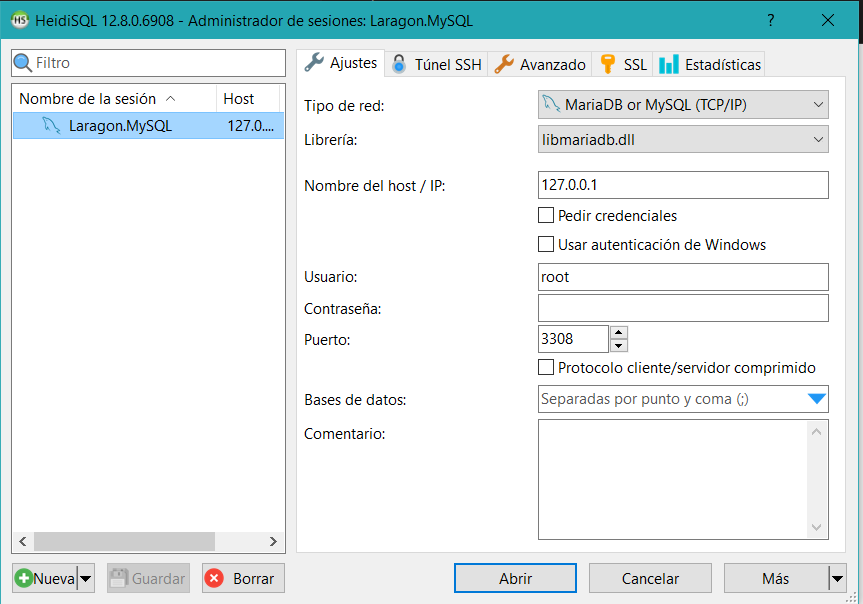 HeidiSQL 12.8.0.6908 - Administrador de sesiones: Laragon.MySQL
Filtro
Nombre de la sesión
Host
Laragon.MySQL
127.0....
Ajustes
Túnel SSH
Avanzado
SSL
Estadísticas
Tipo de red:
MariaDB or MySQL (TCP/IP)
Librería:
libmariadb.dll
Nombre del host / IP:
127.0.0.1
Pedir credenciales
Usar autenticación de Windows
Usuario:
root
Contraseña:
Puerto:
3308
Protocolo cliente/servidor comprimido
Bases de datos:
Separadas por punto y coma (;)
Comentario:
Nueva
Guardar
Borrar
Abrir
Cancelar
Más